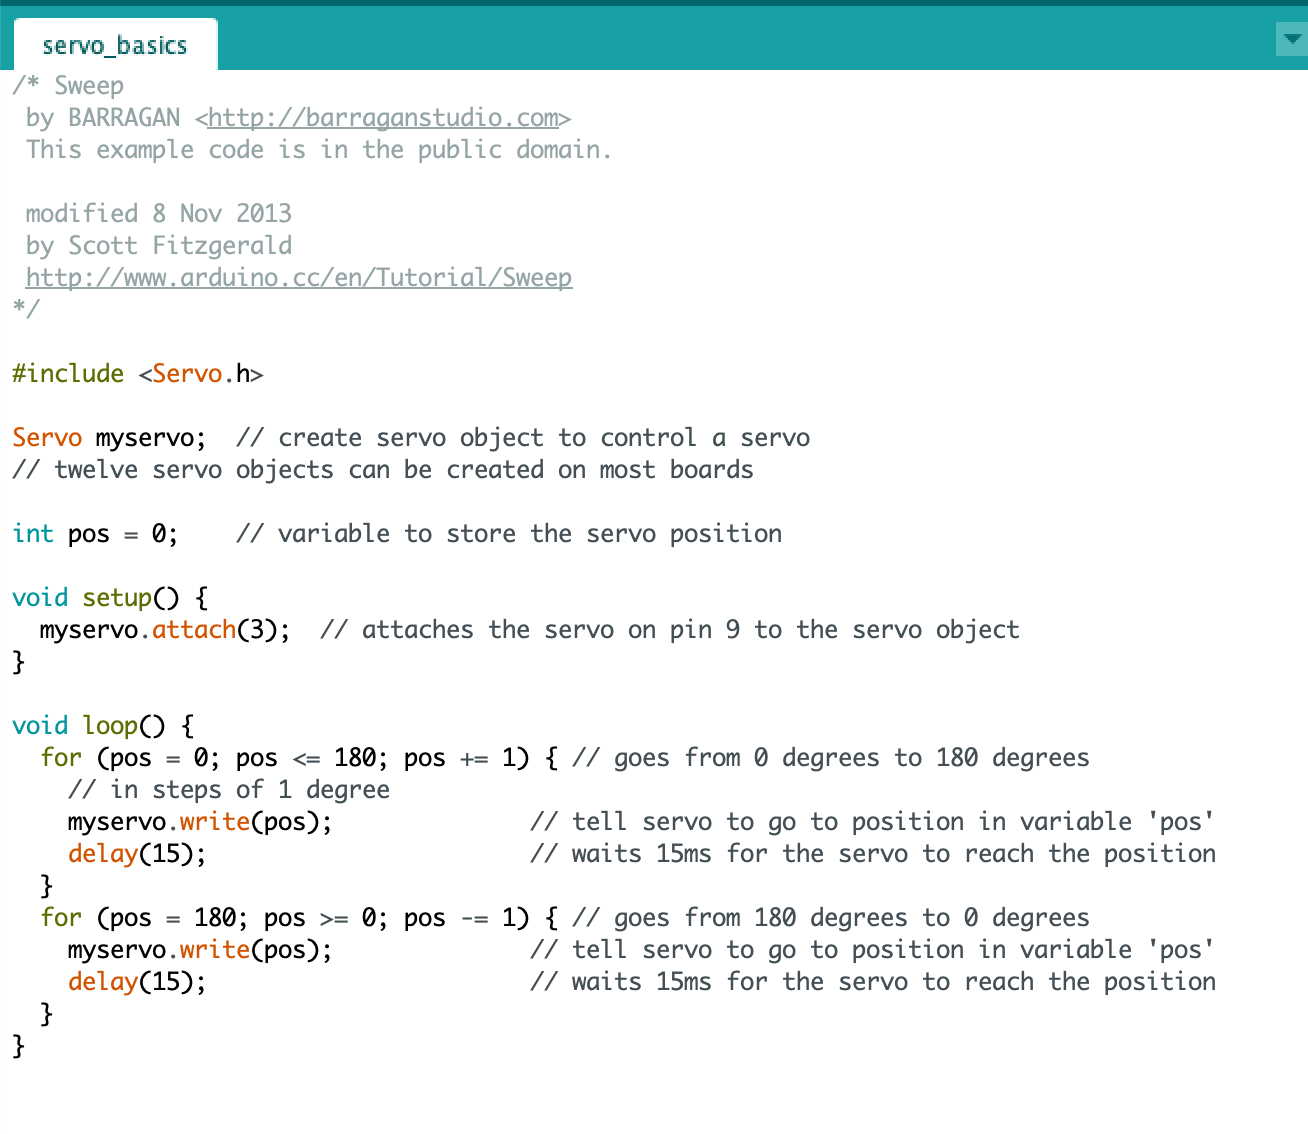 servo_basics
/* Sweep
 by BARRAGAN <http://barraganstudio.com>
 This example code is in the public domain.

 modified 8 Nov 2013
 by Scott Fitzgerald
 http://www.arduino.cc/en/Tutorial/Sweep
*/

#include <Servo.h>

Servo myservo;  // create servo object to control a servo
// twelve servo objects can be created on most boards

int pos = 0;    // variable to store the servo position

void setup() {
  myservo.attach(3);  // attaches the servo on pin 9 to the servo object
}

void loop() {
  for (pos = 0; pos <= 180; pos += 1) { // goes from 0 degrees to 180 degrees
    // in steps of 1 degree
    myservo.write(pos);              // tell servo to go to position in variable 'pos'
    delay(15);                       // waits 15ms for the servo to reach the position
  }
  for (pos = 180; pos >= 0; pos -= 1) { // goes from 180 degrees to 0 degrees
    myservo.write(pos);              // tell servo to go to position in variable 'pos'
    delay(15);                       // waits 15ms for the servo to reach the position
  }
}